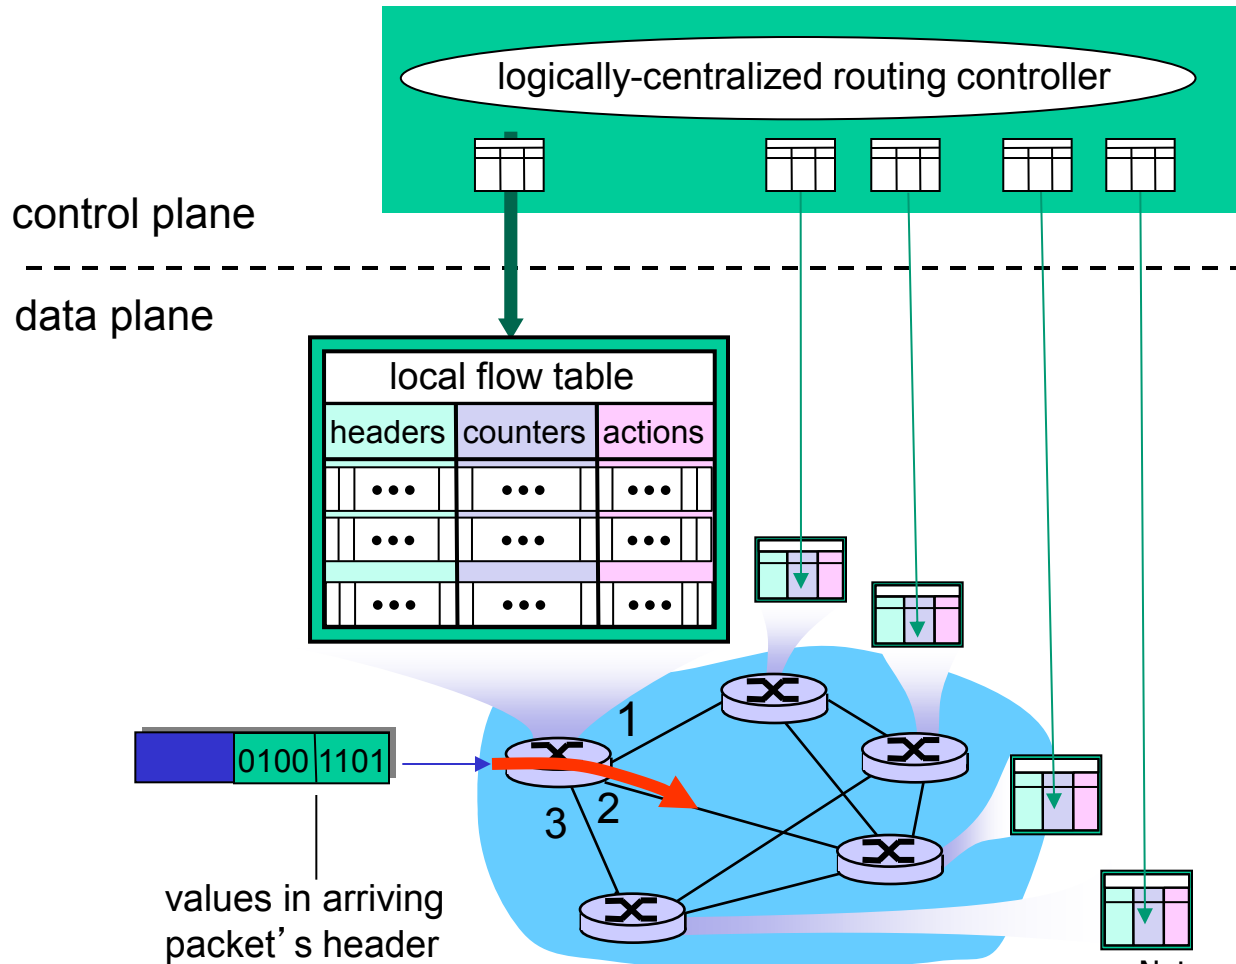 logically-centralized routing controller
control plane
data plane
local flow table
headers counters actions
1
0100 1101
2
3
values in arriving
packet's header